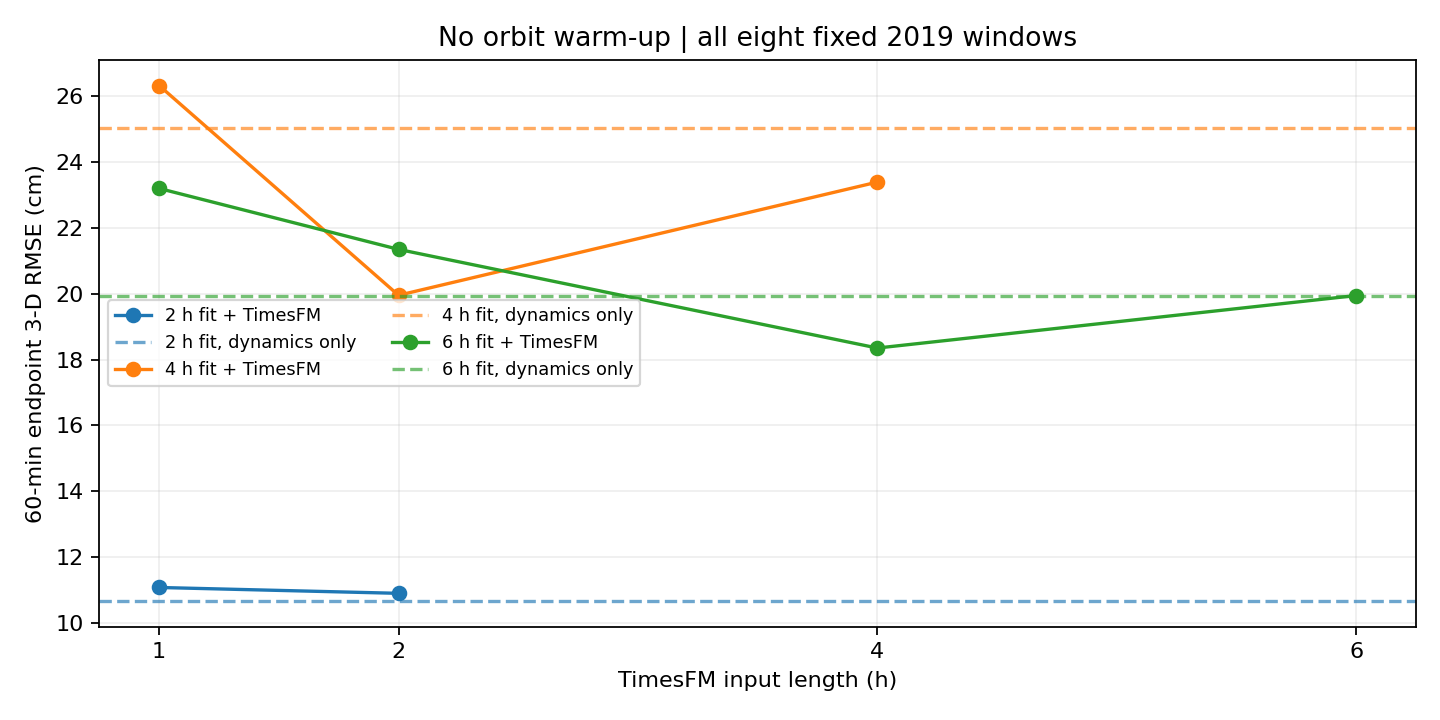 No orbit warm-up | all eight fixed 2019 windows
60-min endpoint 3-D RMSE (cm)
26
24
22
20
18
16
14
12
10
2 h fit + TimesFM
2 h fit, dynamics only
4 h fit + TimesFM
4 h fit, dynamics only
6 h fit + TimesFM
6 h fit, dynamics only
1 2 4 6
TimesFM input length (h)